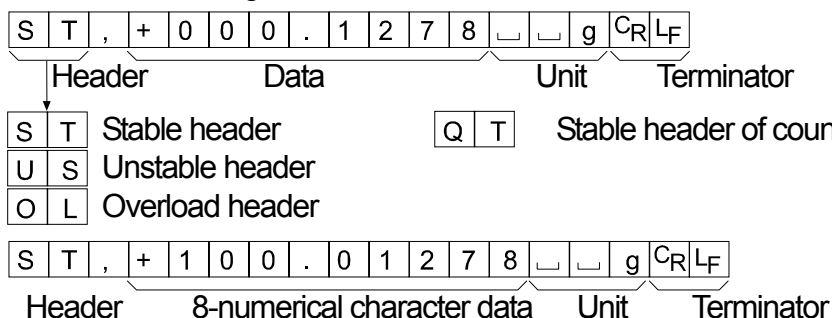 S T , + 0 0 0 . 1 2 7 8 ␣ ␣ g CR LF
Header Data Unit Terminator
S T Stable header Q T Stable header of coun
U S Unstable header
O L Overload header
S T , + 1 0 0 . 0 1 2 7 8 ␣ ␣ g CR LF
Header 8-numerical character data Unit Terminator